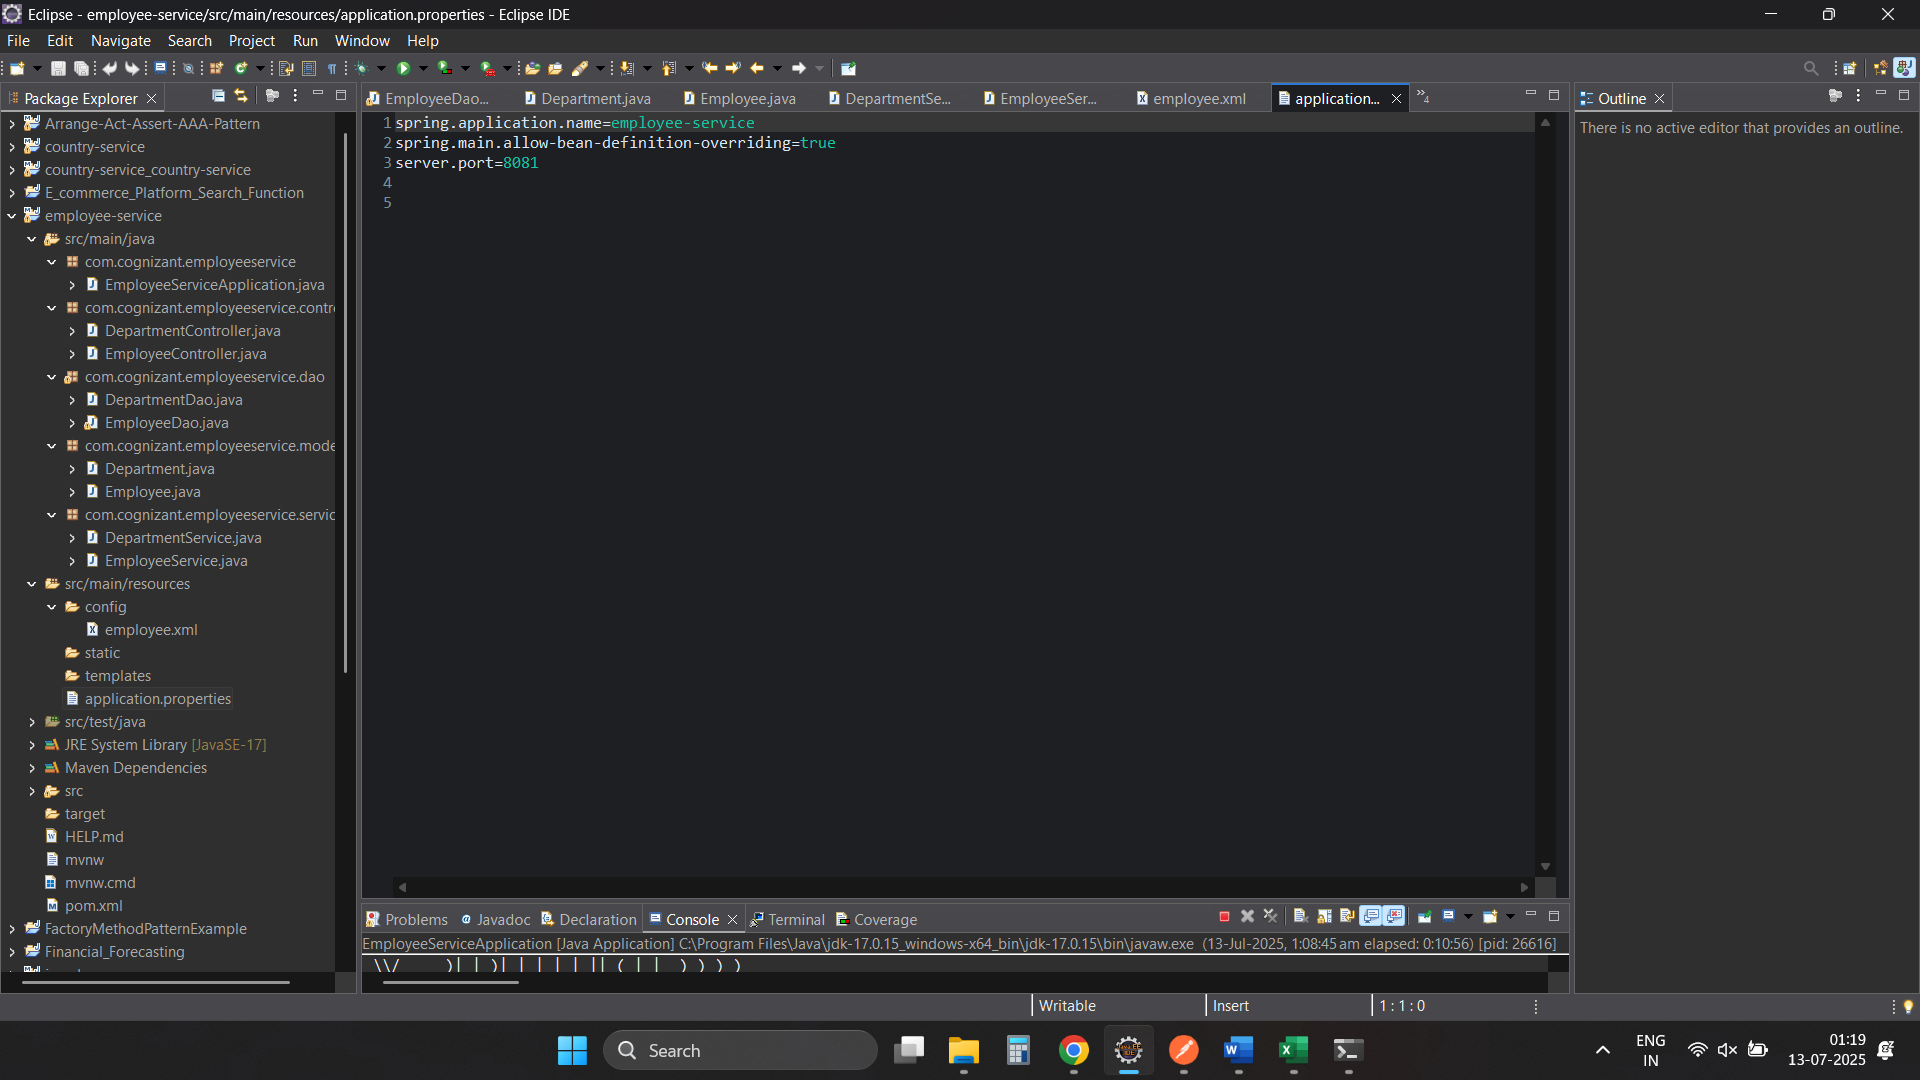 Eclipse - employee-service/src/main/resources/application.properties - Eclipse IDE
File Edit Navigate Search Project Run Window Help
Package Explorer
EmployeeDao...
Department.java
Employee.java
DepartmentSe...
EmployeeSer...
employee.xml
application...
4
Outline
There is no active editor that provides an outline.
Arrange-Act-Assert-AAA-Pattern
country-service
country-service_country-service
E_commerce_Platform_Search_Function
employee-service
src/main/java
com.cognizant.employeeservice
EmployeeServiceApplication.java
com.cognizant.employeeservice.contr
DepartmentController.java
EmployeeController.java
com.cognizant.employeeservice.dao
DepartmentDao.java
EmployeeDao.java
com.cognizant.employeeservice.mode
Department.java
Employee.java
com.cognizant.employeeservice.servic
DepartmentService.java
EmployeeService.java
src/main/resources
config
employee.xml
static
templates
application.properties
src/test/java
JRE System Library [JavaSE-17]
Maven Dependencies
src
target
HELP.md
mvnw
mvnw.cmd
pom.xml
FactoryMethodPatternExample
Financial_Forecasting
1 spring.application.name=employee-service
2 spring.main.allow-bean-definition-overriding=true
3 server.port=8081
4
5
Problems Javadoc Declaration Console Terminal Coverage
EmployeeServiceApplication [Java Application] C:\Program Files\Java\jdk-17.0.15_windows-x64_bin\jdk-17.0.15\bin\javaw.exe (13-Jul-2025, 1:08:45 am elapsed: 0:10:56) [pid: 26616]
\\/ )| | )| | | | | || ( | | ) ) ) )
Writable Insert 1 : 1 : 0
Search
ENG
IN
01:19
13-07-2025